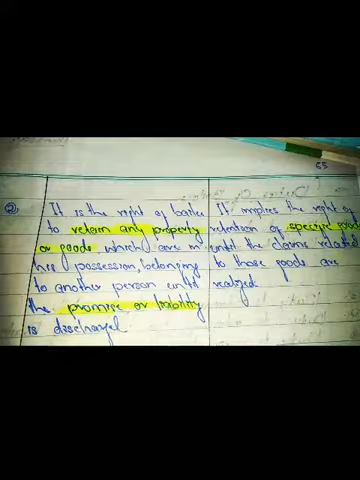 65
② It is the right of bailee It implies the right of
to retain any property retention of specific goods
or goods which are in until the claims related
his possession, belonging to those goods are
to another person until realized
the promise or liability
is discharged.